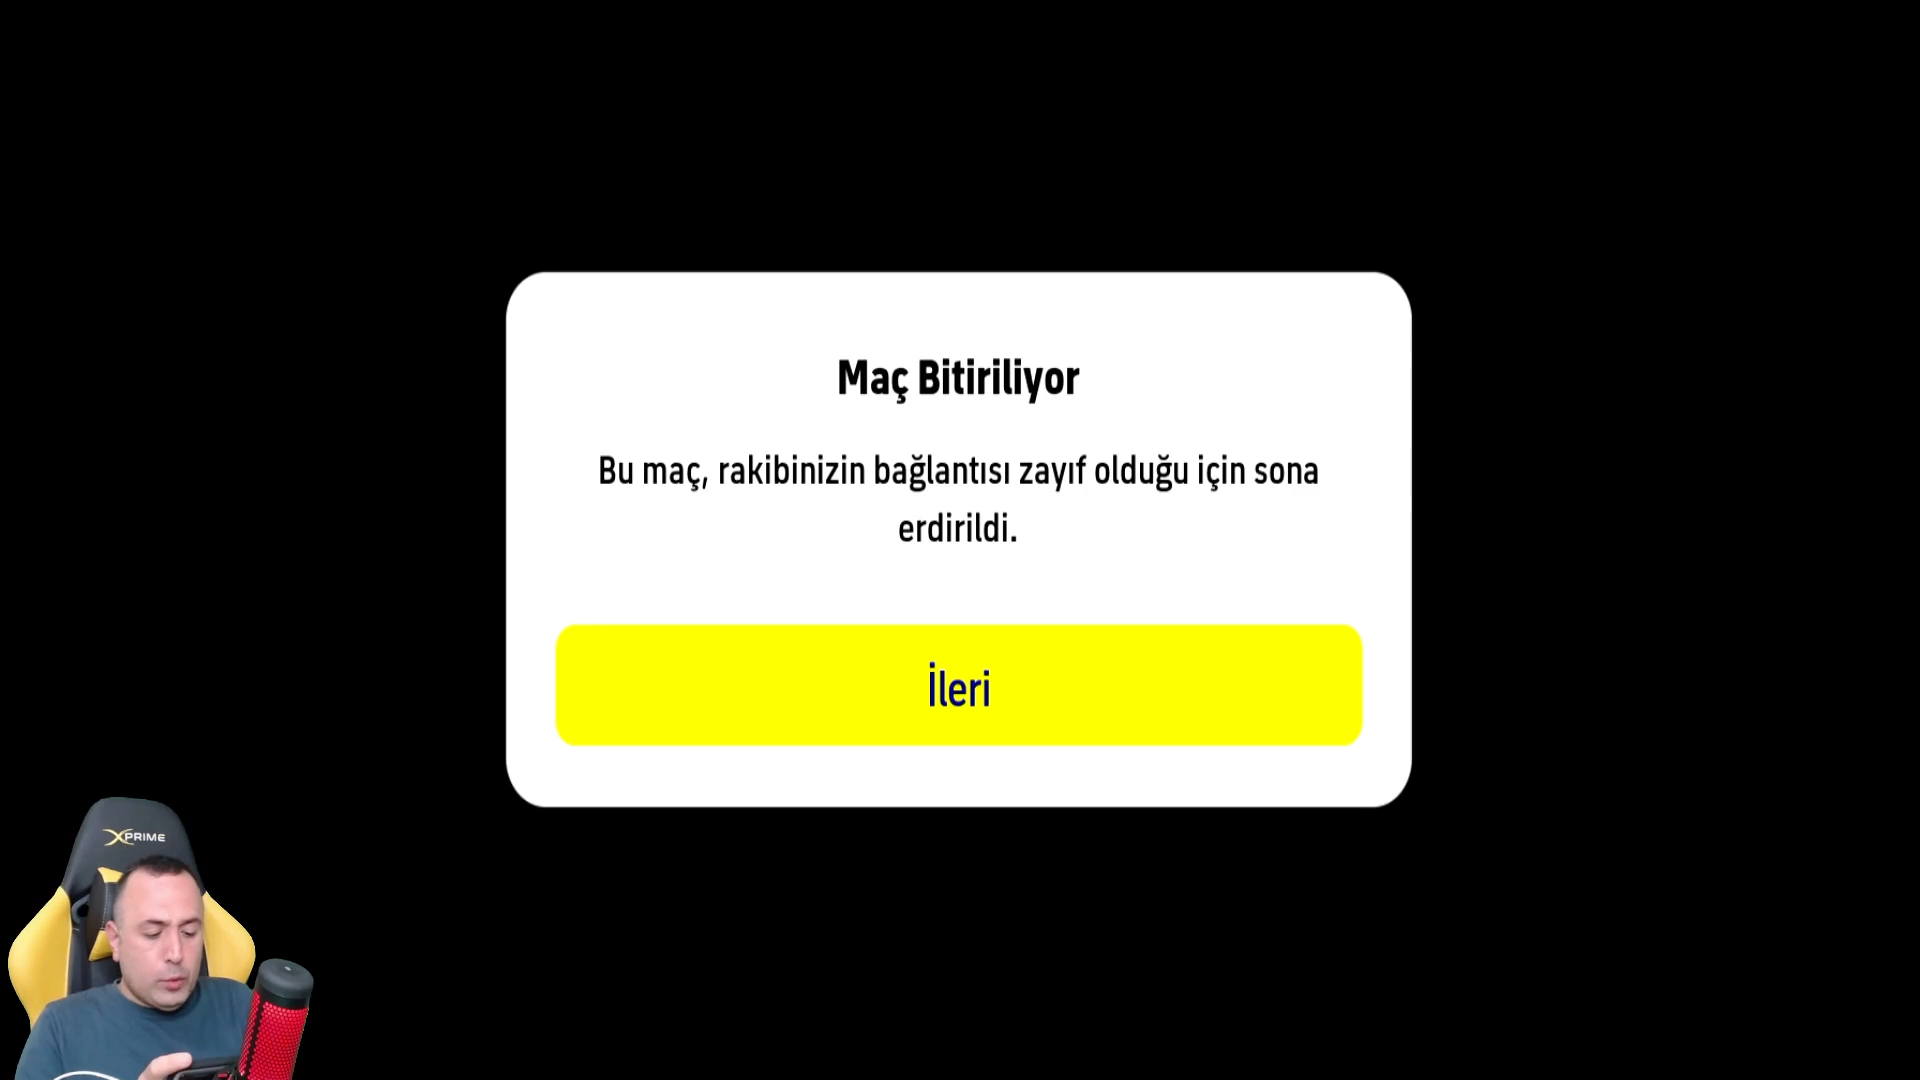 Maç Bitiriliyor
Bu maç, rakibinizin bağlantısı zayıf olduğu için sona
erdirildi.
İleri
XPRIME